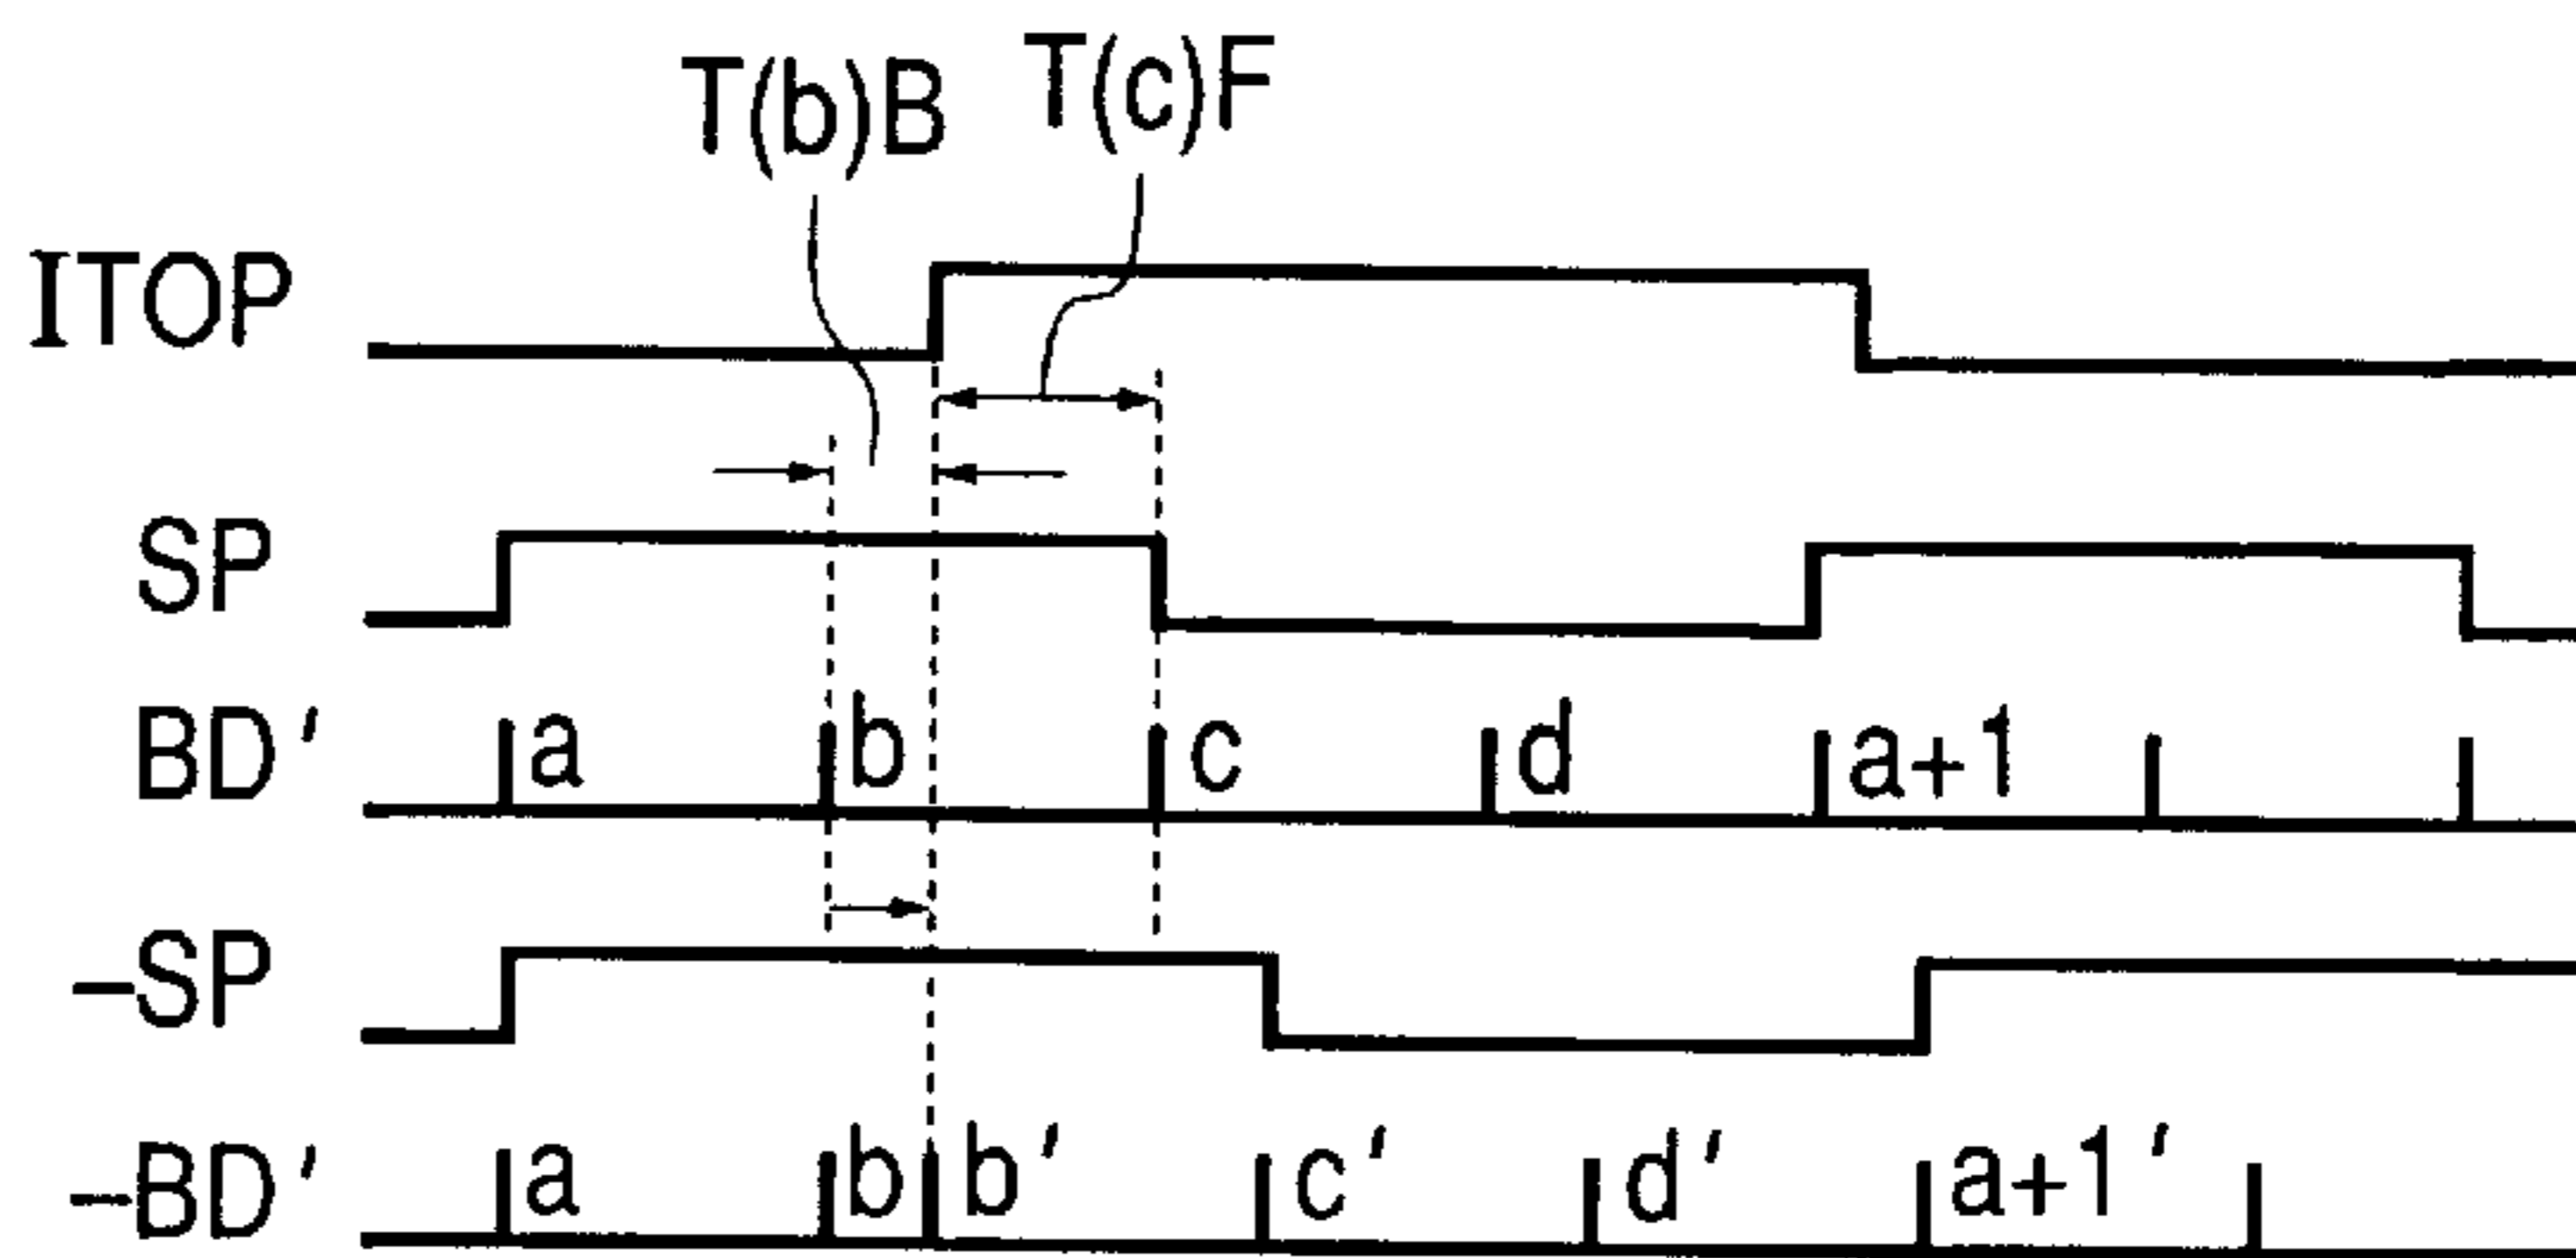 T(b)B T(c)F
ITOP
SP
BD′ a b c d a+1
–SP
–BD′ a b b′ c′ d′ a+1′